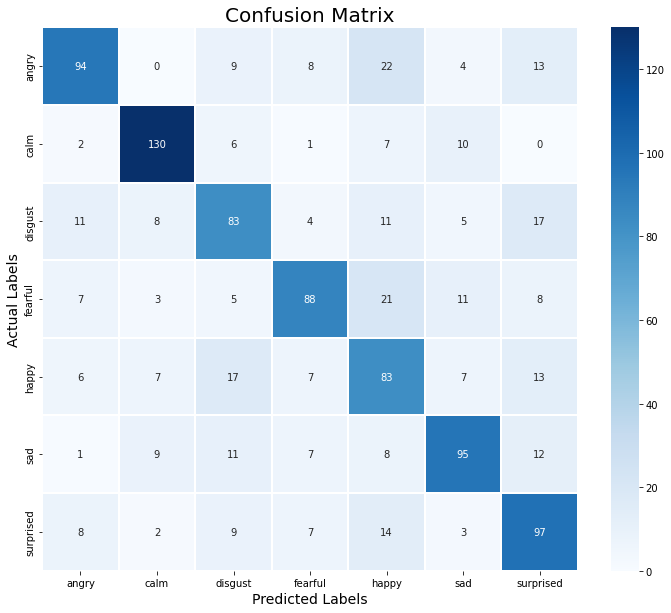 Confusion Matrix
angry 94 0 9 8 22 4 13
calm 2 130 6 1 7 10 0
disgust 11 8 83 4 11 5 17
fearful 7 3 5 88 21 11 8
happy 6 7 17 7 83 7 13
sad 1 9 11 7 8 95 12
surprised 8 2 9 7 14 3 97
angry calm disgust fearful happy sad surprised
Predicted Labels
Actual Labels
120
100
80
60
40
20
0